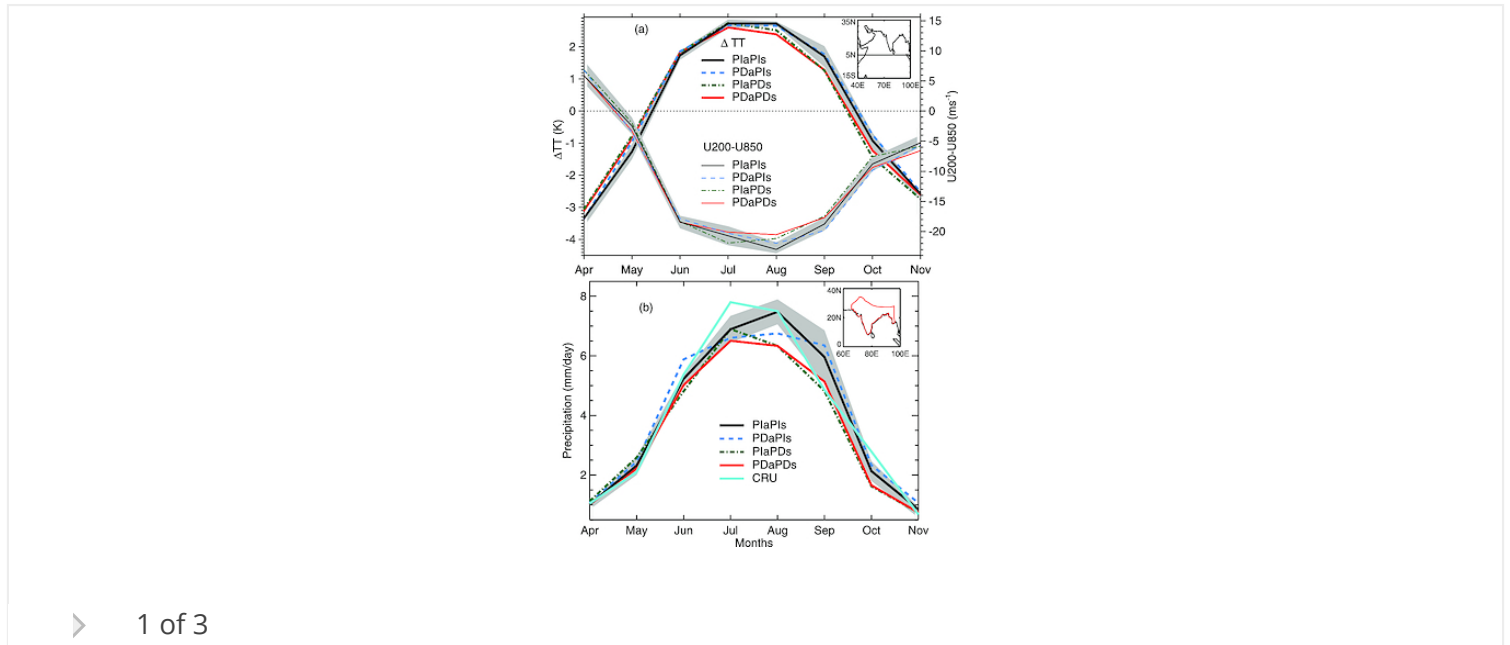 (a)
35N
5N
15S
40E 70E 100E
Δ TT
PIaPIs
PDaPIs
PIaPDs
PDaPDs
U200-U850
PIaPIs
PDaPIs
PIaPDs
PDaPDs
ΔTT (K)
2
1
0
-1
-2
-3
-4
15
10
5
0
-5
-10
-15
-20
U200-U850 (ms⁻¹)
Apr May Jun Jul Aug Sep Oct Nov
(b)
40N
20N
0
60E 80E 100E
Precipitation (mm/day)
8
6
4
2
PIaPIs
PDaPIs
PIaPDs
PDaPDs
CRU
Apr May Jun Jul Aug Sep Oct Nov
Months
1 of 3